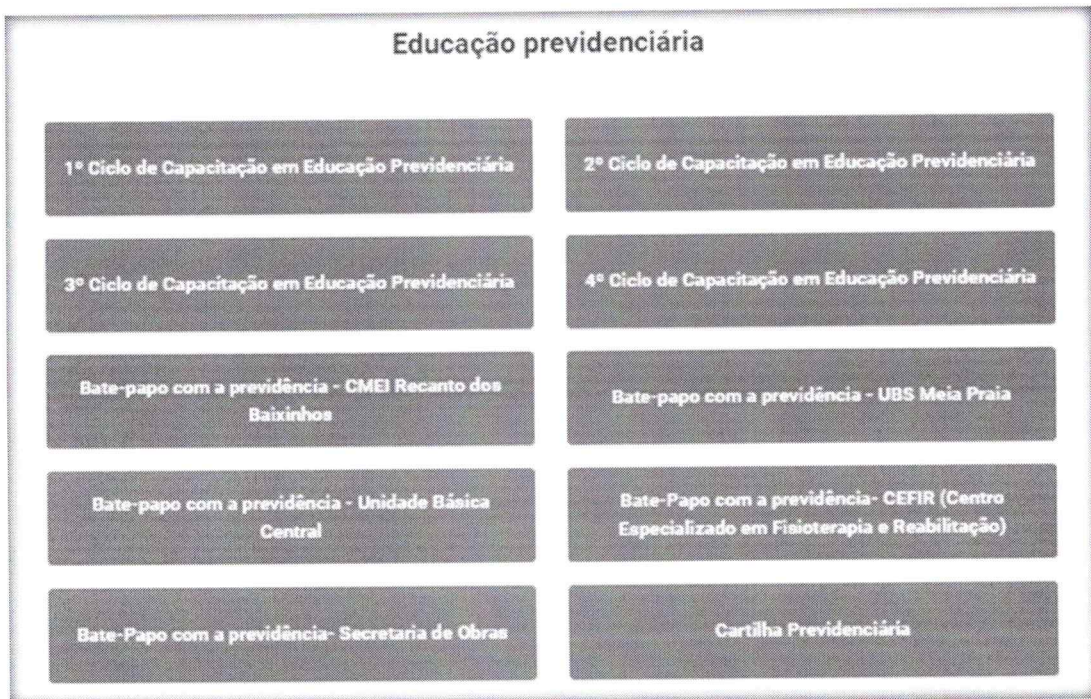 Educação previdenciária
1º Ciclo de Capacitação em Educação Previdenciária
2º Ciclo de Capacitação em Educação Previdenciária
3º Ciclo de Capacitação em Educação Previdenciária
4º Ciclo de Capacitação em Educação Previdenciária
Bate-papo com a previdência - CMEI Recanto dos
Baixinhos
Bate-papo com a previdência - UBS Meia Praia
Bate-papo com a previdência - Unidade Básica
Central
Bate-Papo com a previdência- CEFIR (Centro
Especializado em Fisioterapia e Reabilitação)
Bate-Papo com a previdência- Secretaria de Obras
Cartilha Previdenciária